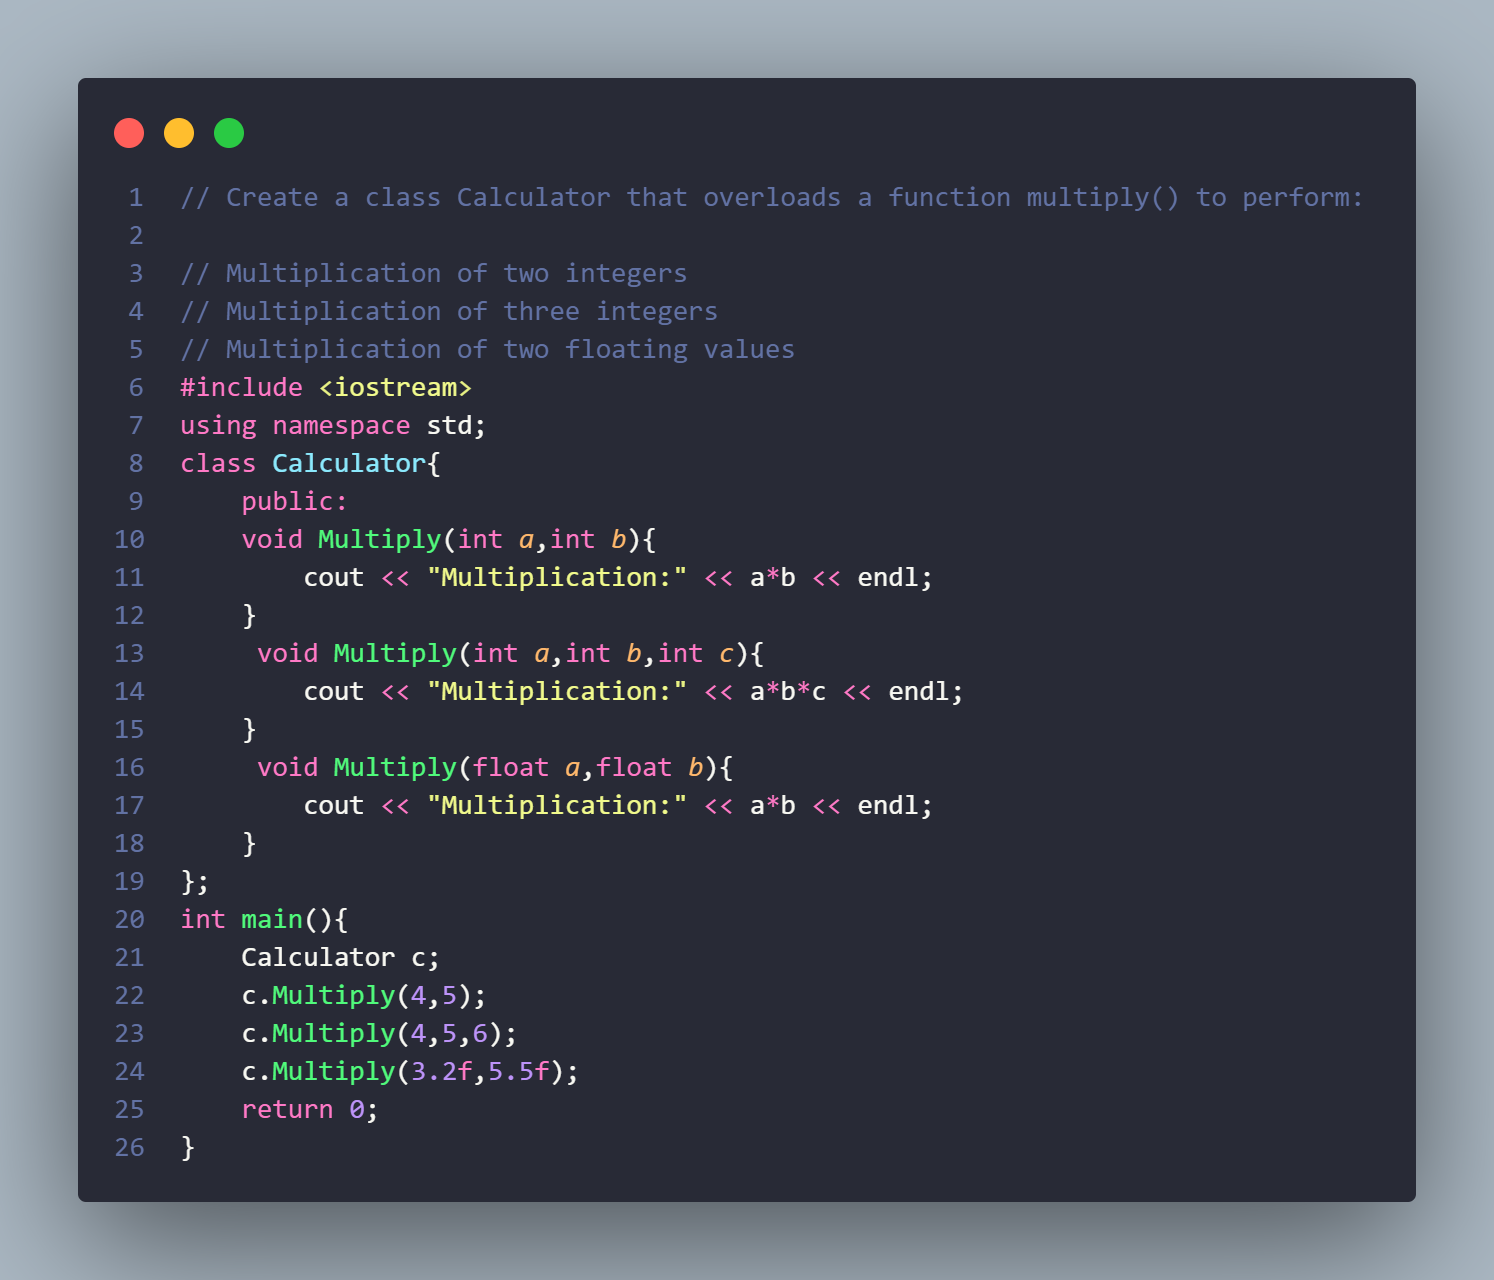 1 // Create a class Calculator that overloads a function multiply() to perform:
2
3 // Multiplication of two integers
4 // Multiplication of three integers
5 // Multiplication of two floating values
6 #include <iostream>
7 using namespace std;
8 class Calculator{
9     public:
10     void Multiply(int a,int b){
11         cout << "Multiplication:" << a*b << endl;
12     }
13      void Multiply(int a,int b,int c){
14         cout << "Multiplication:" << a*b*c << endl;
15     }
16      void Multiply(float a,float b){
17         cout << "Multiplication:" << a*b << endl;
18     }
19 };
20 int main(){
21     Calculator c;
22     c.Multiply(4,5);
23     c.Multiply(4,5,6);
24     c.Multiply(3.2f,5.5f);
25     return 0;
26 }